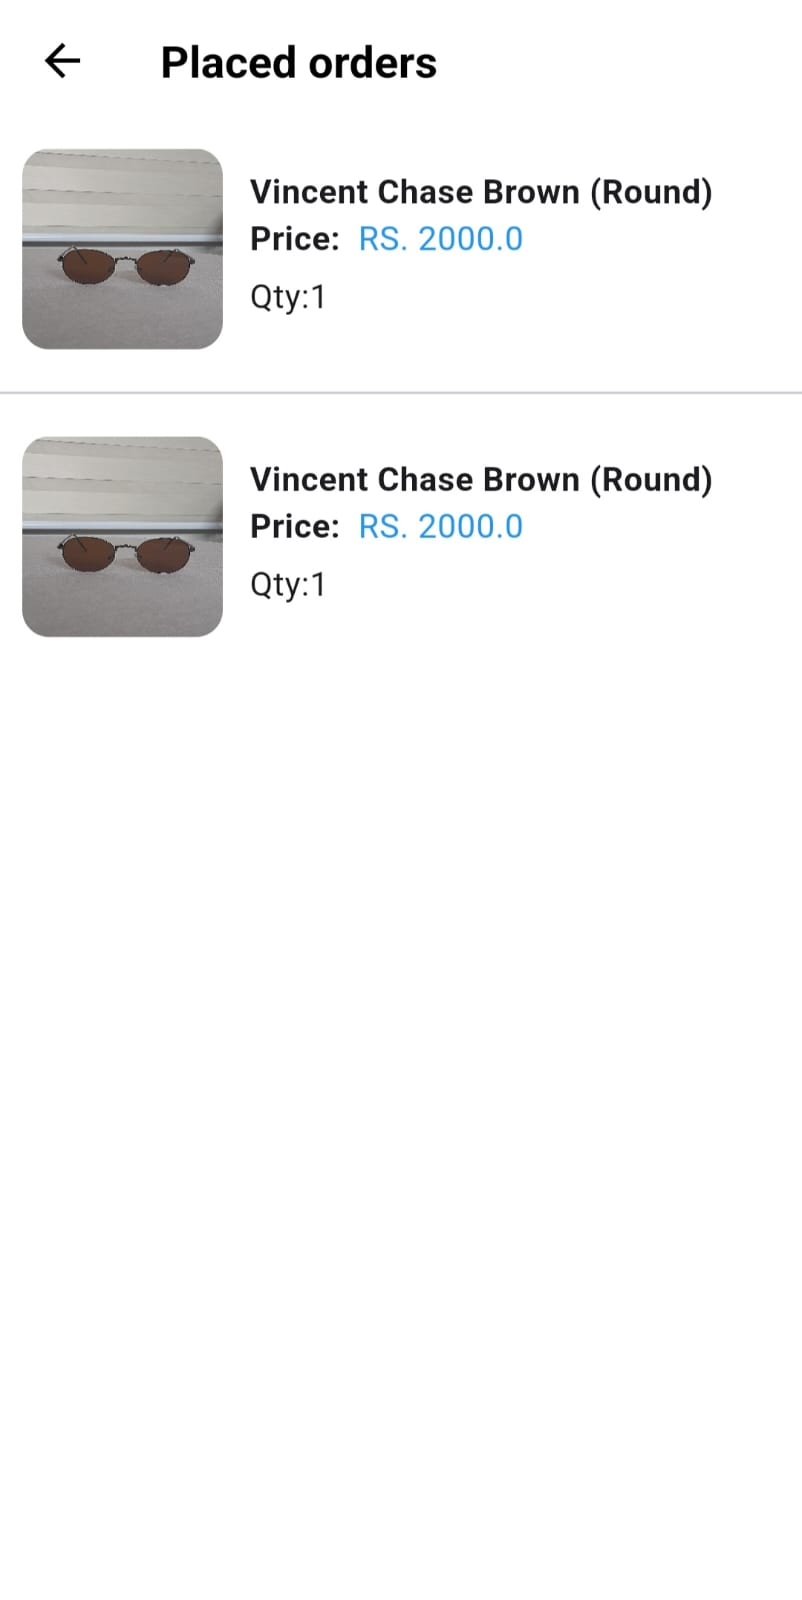 Placed orders
Vincent Chase Brown (Round)
Price: RS. 2000.0
Qty:1
Vincent Chase Brown (Round)
Price: RS. 2000.0
Qty:1